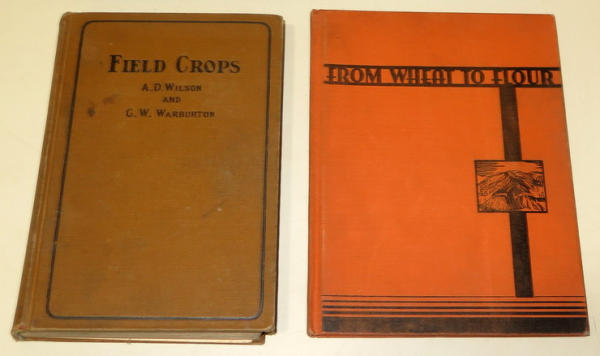 FIELD CROPS
A.D. WILSON
AND
C. W. WARBURTON
FROM WHEAT TO FLOUR